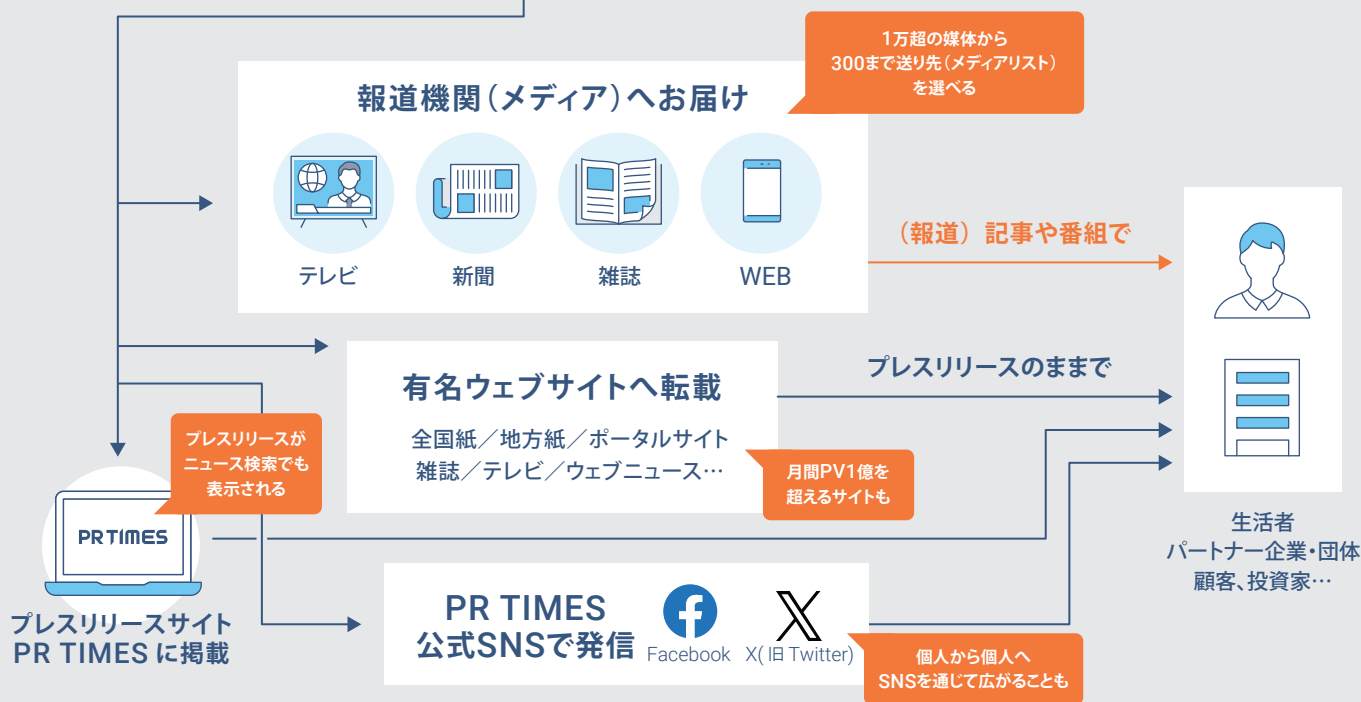 1万超の媒体から
300まで送り先（メディアリスト）
を選べる
報道機関（メディア）へお届け
テレビ
新聞
雑誌
WEB
（報道）記事や番組で
有名ウェブサイトへ転載
全国紙／地方紙／ポータルサイト
雑誌／テレビ／ウェブニュース…
月間PV1億を
超えるサイトも
プレスリリースのままで
プレスリリースが
ニュース検索でも
表示される
PR TIMES
プレスリリースサイト
PR TIMES に掲載
PR TIMES
公式SNSで発信
Facebook
X(旧 Twitter)
個人から個人へ
SNSを通じて広がることも
生活者
パートナー企業・団体
顧客、投資家…